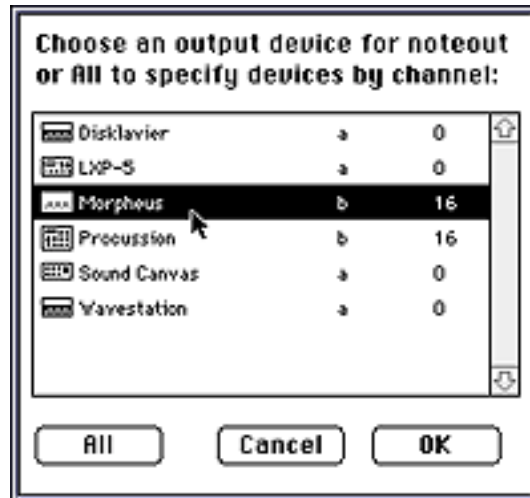 Choose an output device for noteout
or All to specify devices by channel:
Disklavier a 0
LXP-5 a 0
Morpheus b 16
Procussion b 16
Sound Canvas a 0
Wavestation a 0
All Cancel OK